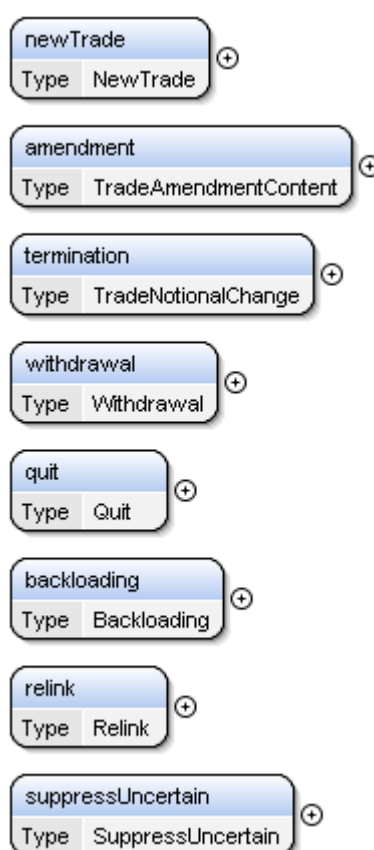 newTrade
Type NewTrade
amendment
Type TradeAmendmentContent
termination
Type TradeNotionalChange
withdrawal
Type Withdrawal
quit
Type Quit
backloading
Type Backloading
relink
Type Relink
suppressUncertain
Type SuppressUncertain